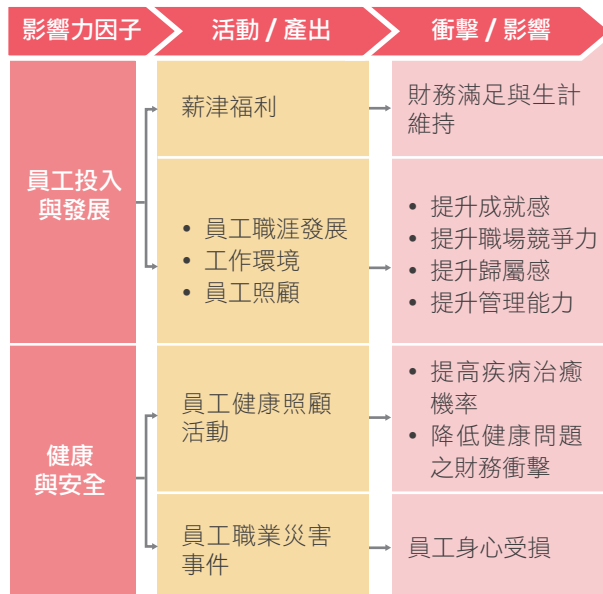 影響力因子
活動 / 產出
衝擊 / 影響
員工投入
與發展
薪津福利
財務滿足與生計
維持
• 員工職涯發展
• 工作環境
• 員工照顧
• 提升成就感
• 提升職場競爭力
• 提升歸屬感
• 提升管理能力
健康
與安全
員工健康照顧
活動
• 提高疾病治癒
機率
• 降低健康問題
之財務衝擊
員工職業災害
事件
員工身心受損